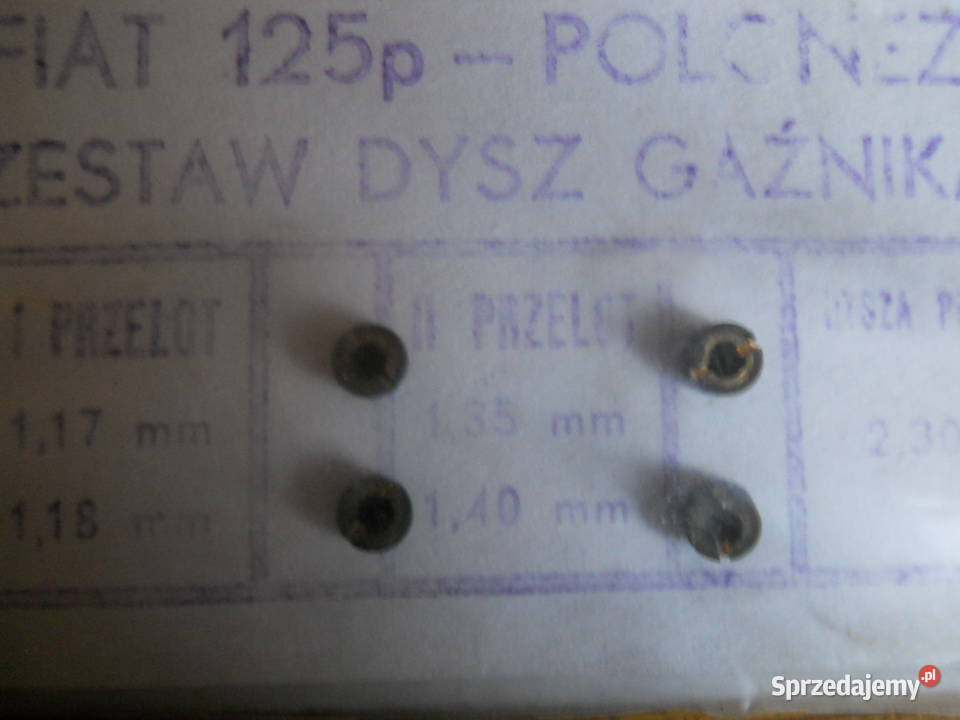 FIAT 125p — POLONEZ
ZESTAW DYSZ GAŹNIKA
I PRZELOT II PRZELOT DYSZA
1,17 mm 1,35 mm 2,30
1,18 mm 1,40 mm
Sprzedajemy.pl